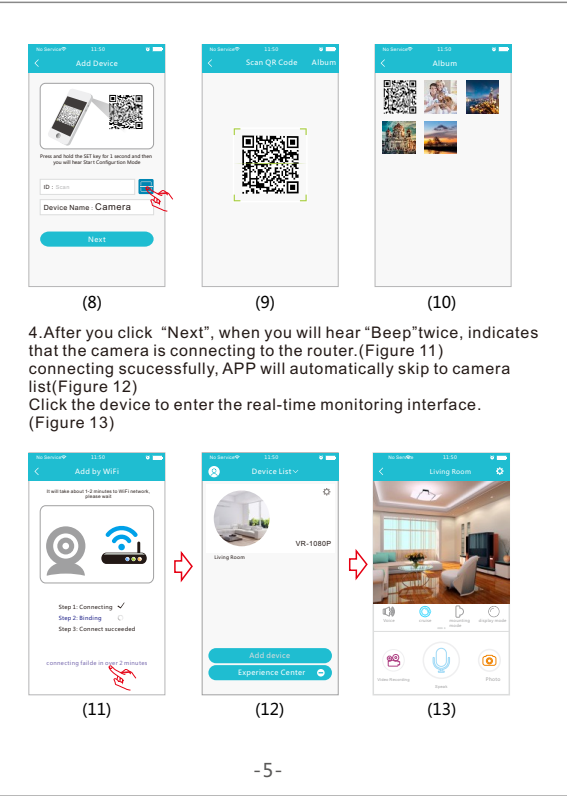 No Service 11:50
Add Device
Press and hold the SET key for 1 second and then
you will hear Start Configurtion Mode
ID : Scan
Device Name : Camera
Next
(8)
No Service 11:50
Scan QR Code Album
(9)
No Service 11:50
Album
(10)
4.After you click “Next”, when you will hear “Beep”twice, indicates
that the camera is connecting to the router.(Figure 11)
connecting scucessfully, APP will automatically skip to camera
list(Figure 12)
Click the device to enter the real-time monitoring interface.
(Figure 13)
No Service 11:50
Add by WiFi
It will take about 1-2 minutes to WiFi network,
please wait
Step 1: Connecting
Step 2: Binding
Step 3: Connect succeeded
connecting failde in over 2 minutes
(11)
No Service 11:50
Device List
VR-1080P
Living Room
Add device
Experience Center
(12)
No Service 11:50
Living Room
Voice cruise mounting display mode
mode
Video Recording Speak Photo
(13)
-5-